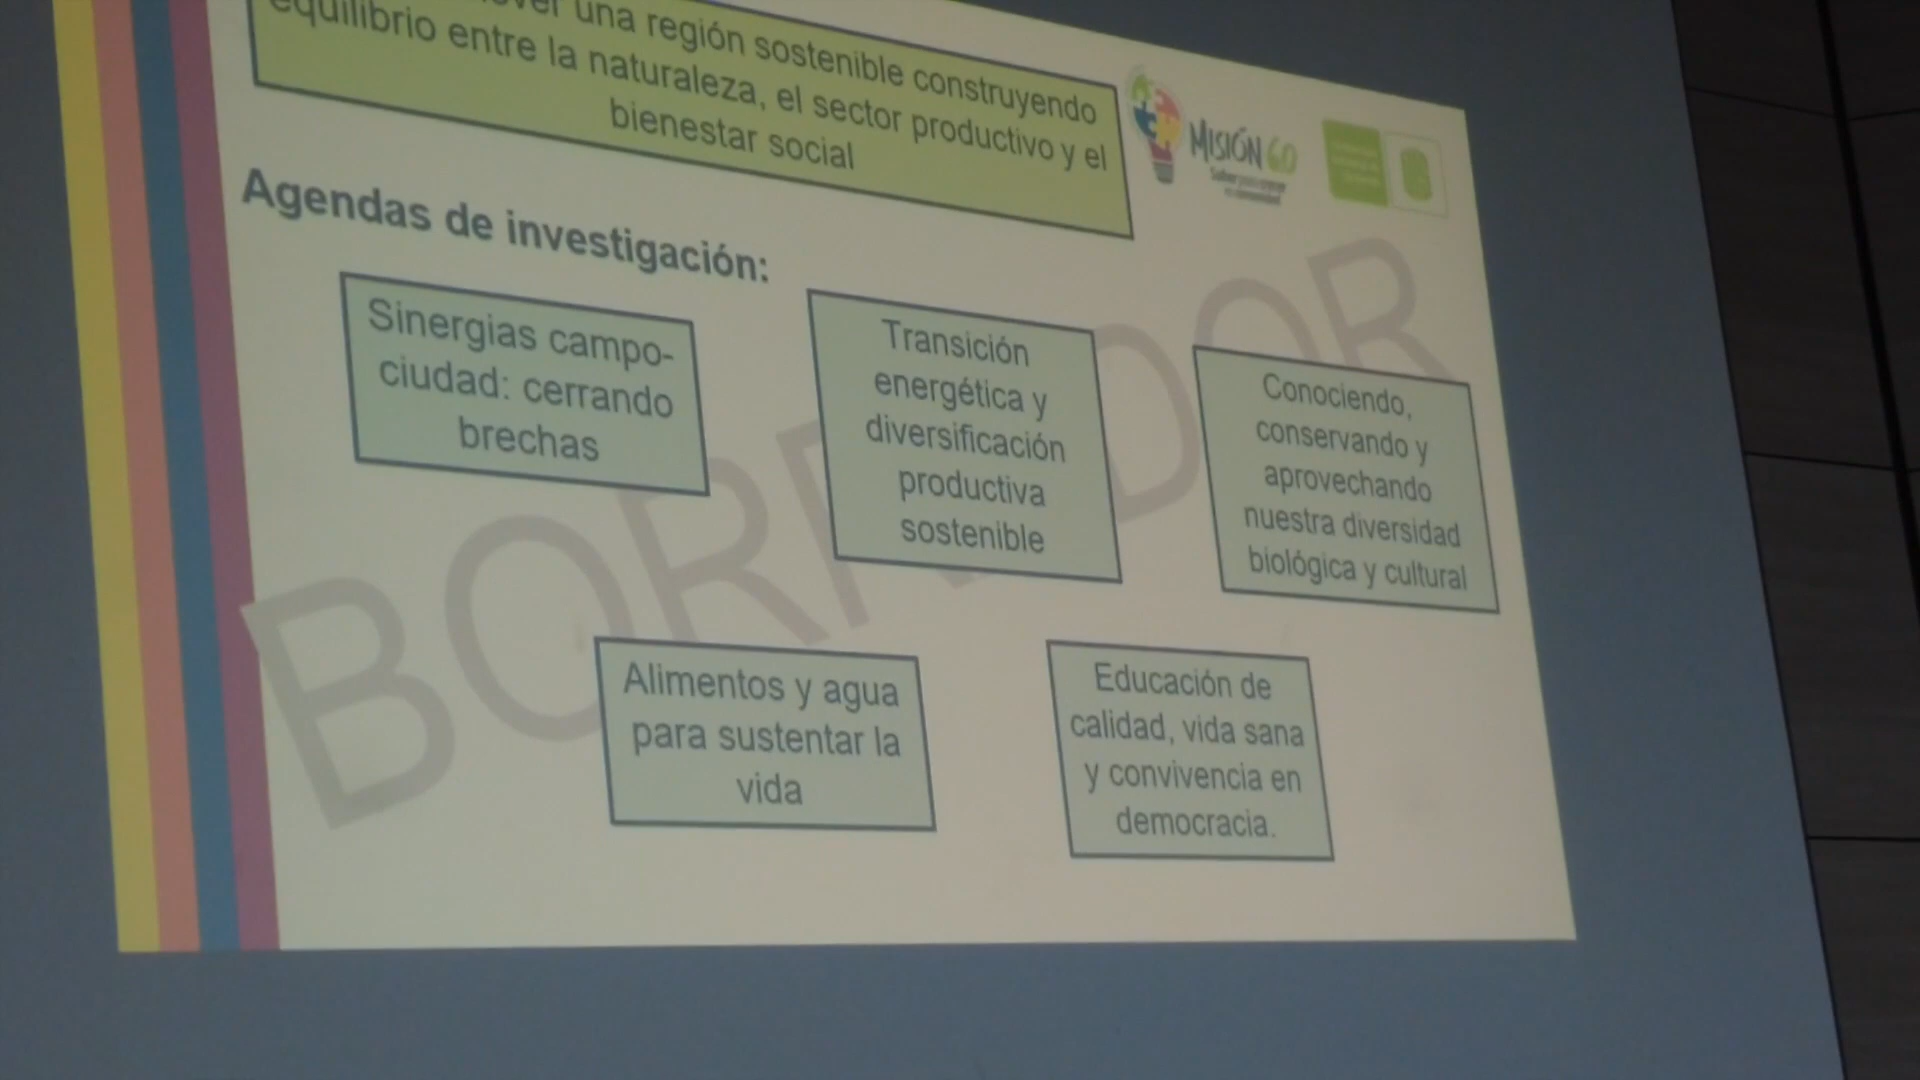 una región sostenible construyendo
equilibrio entre la naturaleza, el sector productivo y el
bienestar social
MISIÓN 6.0
Agendas de investigación:
Sinergias campo-
ciudad: cerrando
brechas
Transición
energética y
diversificación
productiva
sostenible
Conociendo,
conservando y
aprovechando
nuestra diversidad
biológica y cultural
Alimentos y agua
para sustentar la
vida
Educación de
calidad, vida sana
y convivencia en
democracia.